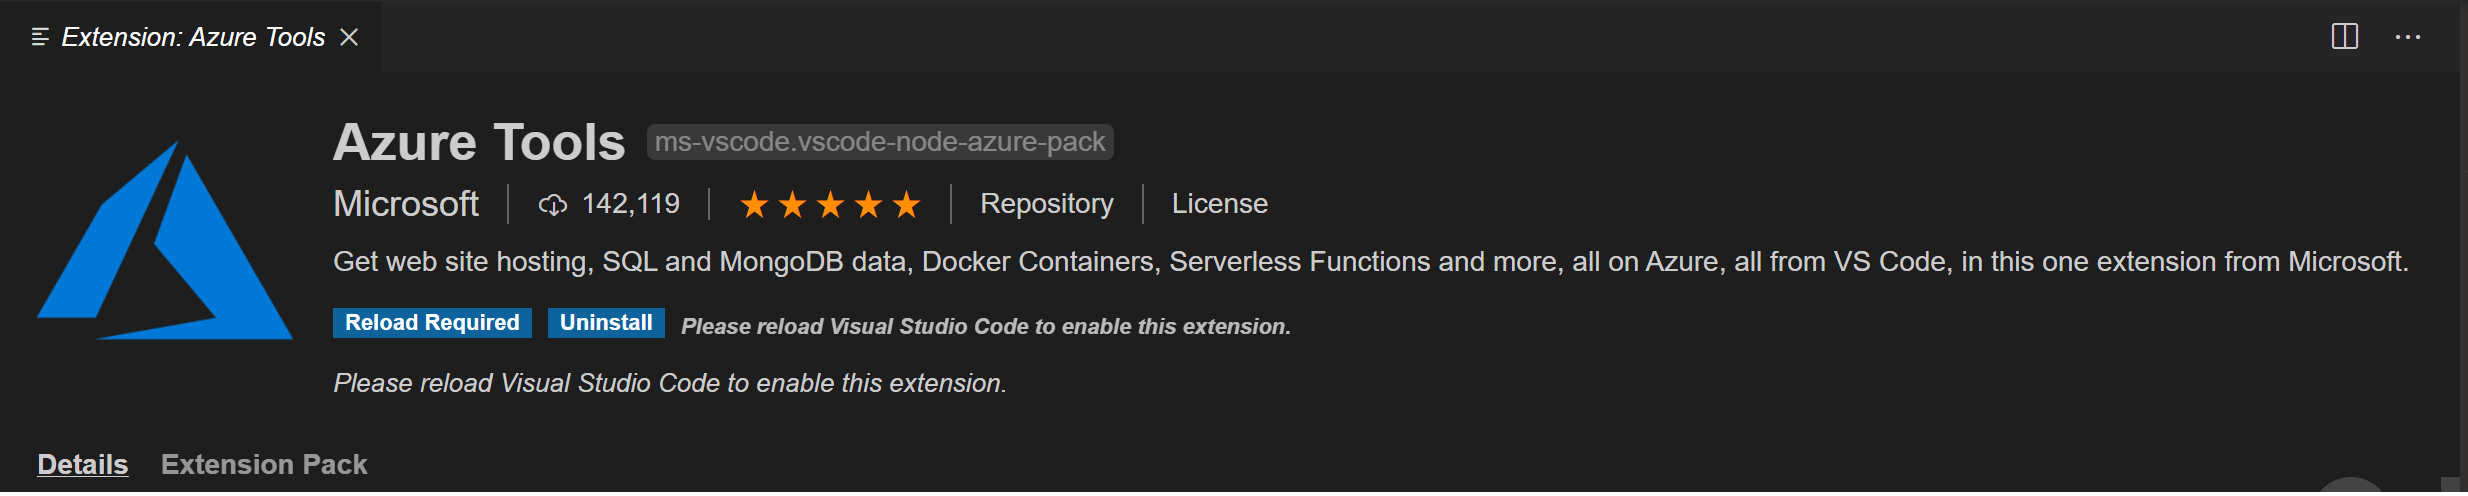 Extension: Azure Tools
Azure Tools ms-vscode.vscode-node-azure-pack
Microsoft 142,119 Repository License
Get web site hosting, SQL and MongoDB data, Docker Containers, Serverless Functions and more, all on Azure, all from VS Code, in this one extension from Microsoft.
Reload Required Uninstall Please reload Visual Studio Code to enable this extension.
Please reload Visual Studio Code to enable this extension.
Details Extension Pack